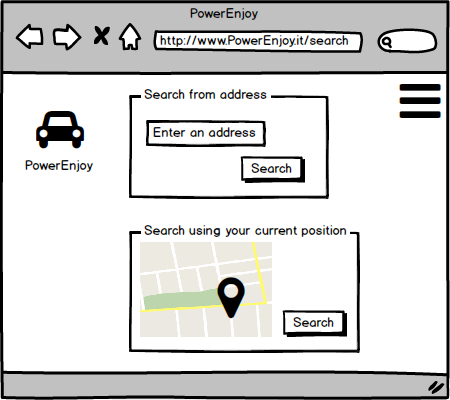 PowerEnjoy
http://www.PowerEnjoy.it/search
Search from address
Enter an address
Search
PowerEnjoy
Search using your current position
Search